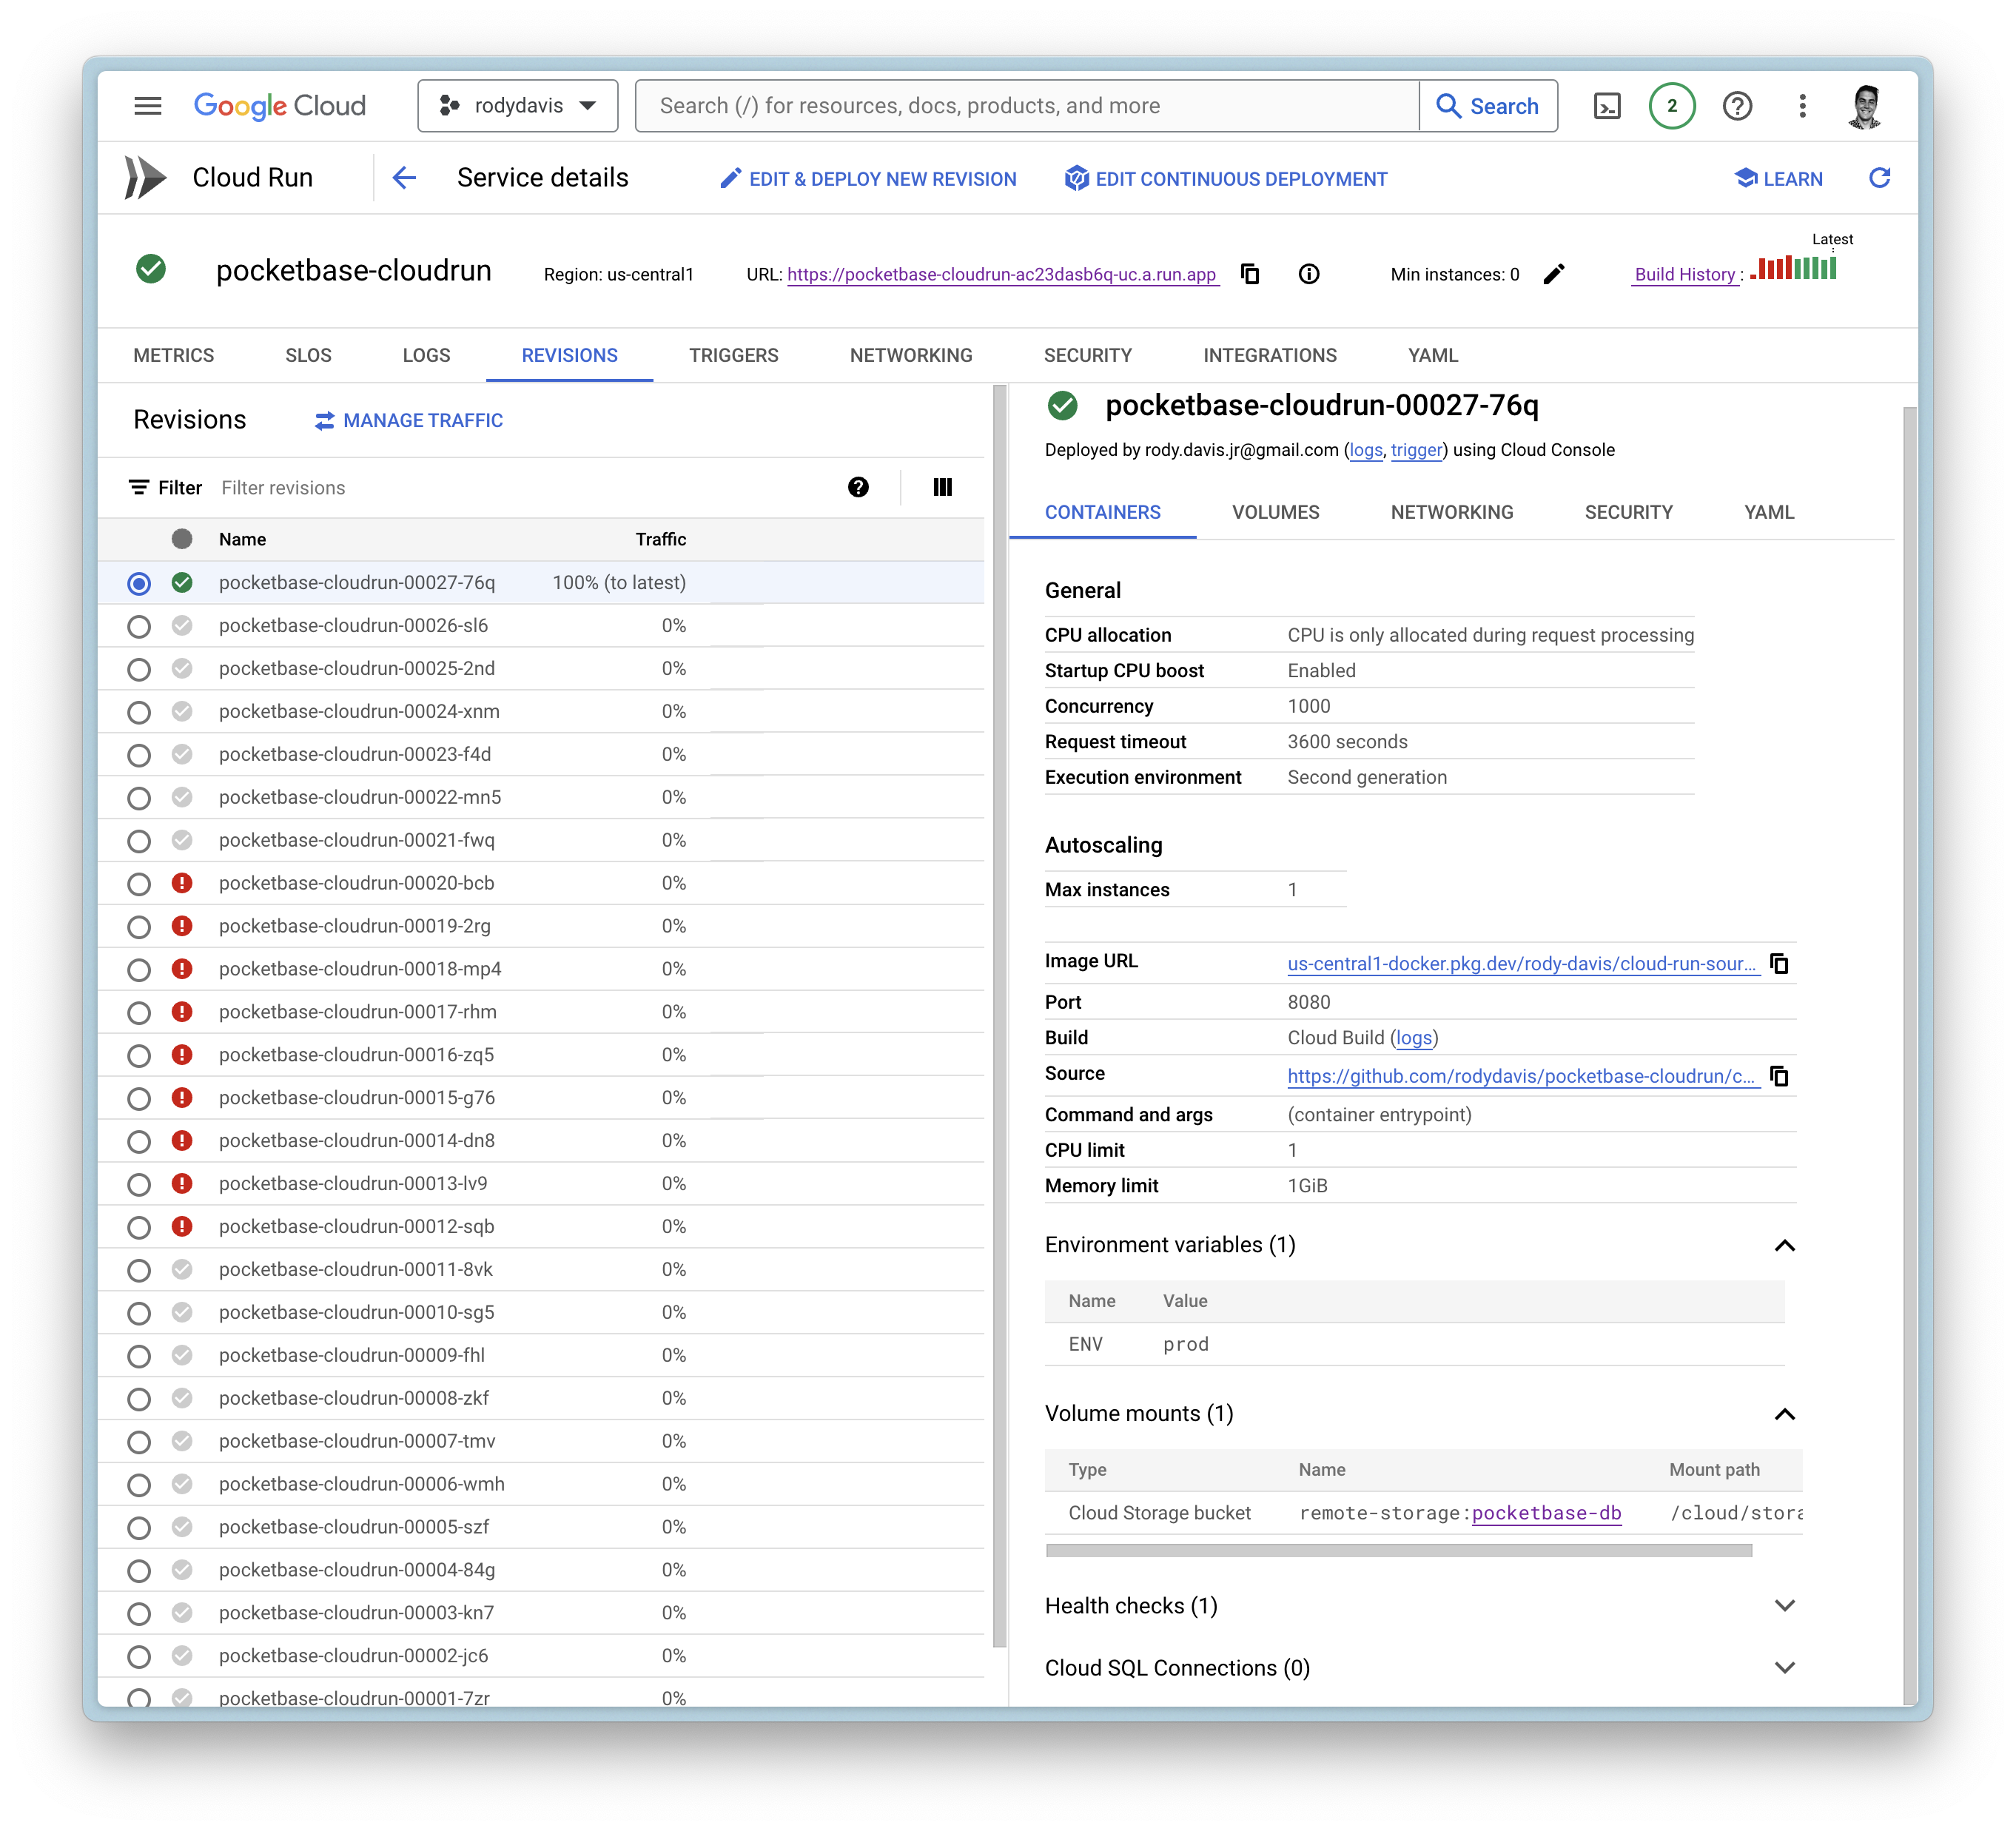 Google Cloud rodydavis Search (/) for resources, docs, products, and more Search 2
Cloud Run Service details EDIT & DEPLOY NEW REVISION EDIT CONTINUOUS DEPLOYMENT LEARN
Latest
pocketbase-cloudrun Region: us-central1 URL: https://pocketbase-cloudrun-ac23dasb6q-uc.a.run.app Min instances: 0 Build History :
METRICS SLOS LOGS REVISIONS TRIGGERS NETWORKING SECURITY INTEGRATIONS YAML
Revisions MANAGE TRAFFIC
Filter Filter revisions
Name Traffic
pocketbase-cloudrun-00027-76q 100% (to latest)
pocketbase-cloudrun-00026-sl6 0%
pocketbase-cloudrun-00025-2nd 0%
pocketbase-cloudrun-00024-xnm 0%
pocketbase-cloudrun-00023-f4d 0%
pocketbase-cloudrun-00022-mn5 0%
pocketbase-cloudrun-00021-fwq 0%
pocketbase-cloudrun-00020-bcb 0%
pocketbase-cloudrun-00019-2rg 0%
pocketbase-cloudrun-00018-mp4 0%
pocketbase-cloudrun-00017-rhm 0%
pocketbase-cloudrun-00016-zq5 0%
pocketbase-cloudrun-00015-g76 0%
pocketbase-cloudrun-00014-dn8 0%
pocketbase-cloudrun-00013-lv9 0%
pocketbase-cloudrun-00012-sqb 0%
pocketbase-cloudrun-00011-8vk 0%
pocketbase-cloudrun-00010-sg5 0%
pocketbase-cloudrun-00009-fhl 0%
pocketbase-cloudrun-00008-zkf 0%
pocketbase-cloudrun-00007-tmv 0%
pocketbase-cloudrun-00006-wmh 0%
pocketbase-cloudrun-00005-szf 0%
pocketbase-cloudrun-00004-84g 0%
pocketbase-cloudrun-00003-kn7 0%
pocketbase-cloudrun-00002-jc6 0%
pocketbase-cloudrun-00001-7zr 0%
pocketbase-cloudrun-00027-76q
Deployed by rody.davis.jr@gmail.com (logs, trigger) using Cloud Console
CONTAINERS VOLUMES NETWORKING SECURITY YAML
General
CPU allocation CPU is only allocated during request processing
Startup CPU boost Enabled
Concurrency 1000
Request timeout 3600 seconds
Execution environment Second generation
Autoscaling
Max instances 1
Image URL us-central1-docker.pkg.dev/rody-davis/cloud-run-sour...
Port 8080
Build Cloud Build (logs)
Source https://github.com/rodydavis/pocketbase-cloudrun/c...
Command and args (container entrypoint)
CPU limit 1
Memory limit 1GiB
Environment variables (1)
Name Value
ENV prod
Volume mounts (1)
Type Name Mount path
Cloud Storage bucket remote-storage:pocketbase-db /cloud/stora
Health checks (1)
Cloud SQL Connections (0)